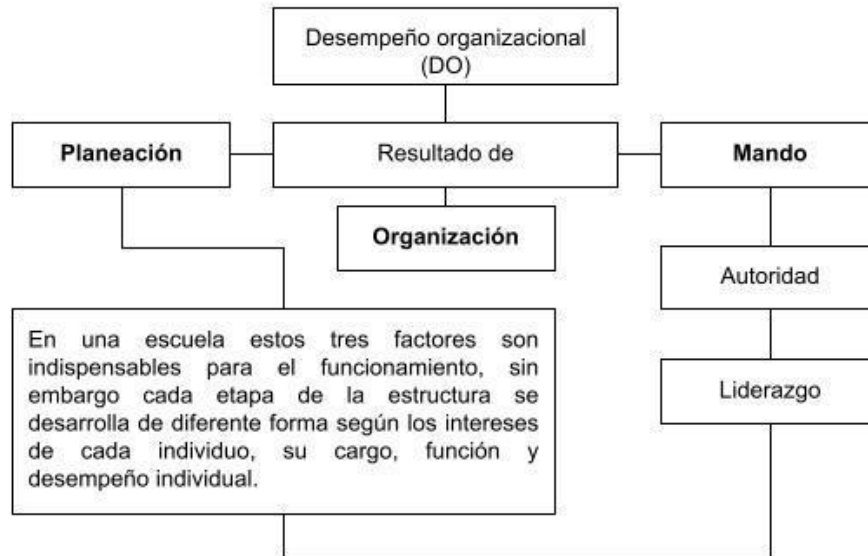 Desempeño organizacional
(DO)
Planeación
Resultado de
Mando
Organización
Autoridad
En una escuela estos tres factores son
indispensables para el funcionamiento, sin
embargo cada etapa de la estructura se
desarrolla de diferente forma según los intereses
de cada individuo, su cargo, función y
desempeño individual.
Liderazgo